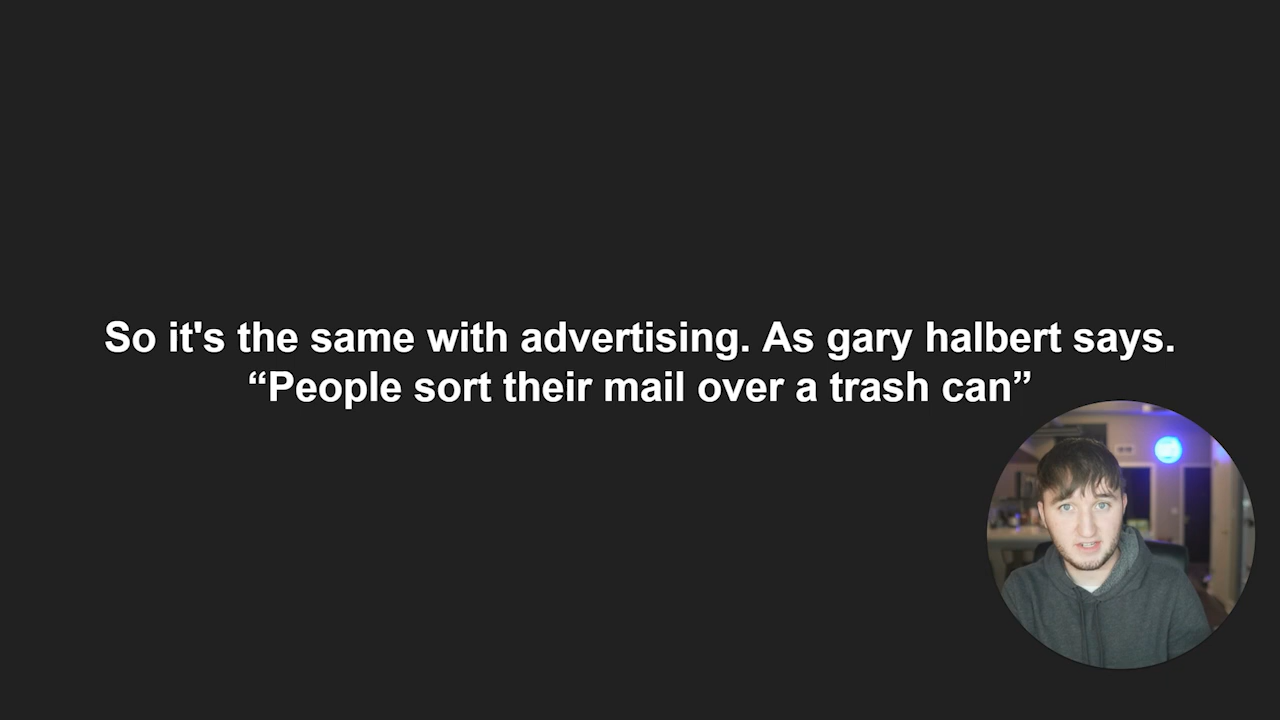 So it's the same with advertising. As gary halbert says.
“People sort their mail over a trash can”